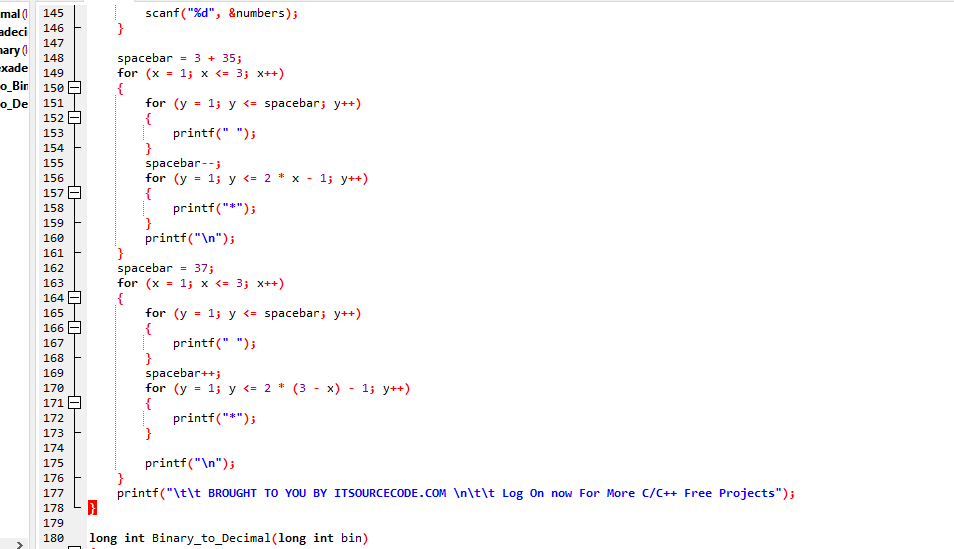 mal(
adeci
nary(
exade
o_Bin
o_De
145 scanf("%d", &numbers);
146 }
147
148 spacebar = 3 + 35;
149 for (x = 1; x <= 3; x++)
150 {
151 for (y = 1; y <= spacebar; y++)
152 {
153 printf(" ");
154 }
155 spacebar--;
156 for (y = 1; y <= 2 * x - 1; y++)
157 {
158 printf("*");
159 }
160 printf("\n");
161 }
162 spacebar = 37;
163 for (x = 1; x <= 3; x++)
164 {
165 for (y = 1; y <= spacebar; y++)
166 {
167 printf(" ");
168 }
169 spacebar++;
170 for (y = 1; y <= 2 * (3 - x) - 1; y++)
171 {
172 printf("*");
173 }
174
175 printf("\n");
176 }
177 printf("\t\t BROUGHT TO YOU BY ITSOURCECODE.COM \n\t\t Log On now For More C/C++ Free Projects");
178 }
179
180 long int Binary_to_Decimal(long int bin)